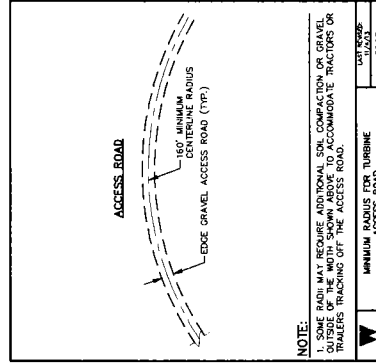 ACCESS ROAD
160' MINIMUM
CENTERLINE RADIUS
EDGE GRAVEL ACCESS ROAD (TYP.)
NOTE:
1. SOME RADII MAY REQUIRE ADDITIONAL SOIL COMPACTION OR GRAVEL
OUTSIDE OF THE WIDTH SHOWN ABOVE TO ACCOMMODATE TRACTORS OR
TRAILERS TRACKING OFF THE ACCESS ROAD.
MINIMUM RADIUS FOR TURBINE
ACCESS ROAD
LAST REVISED: